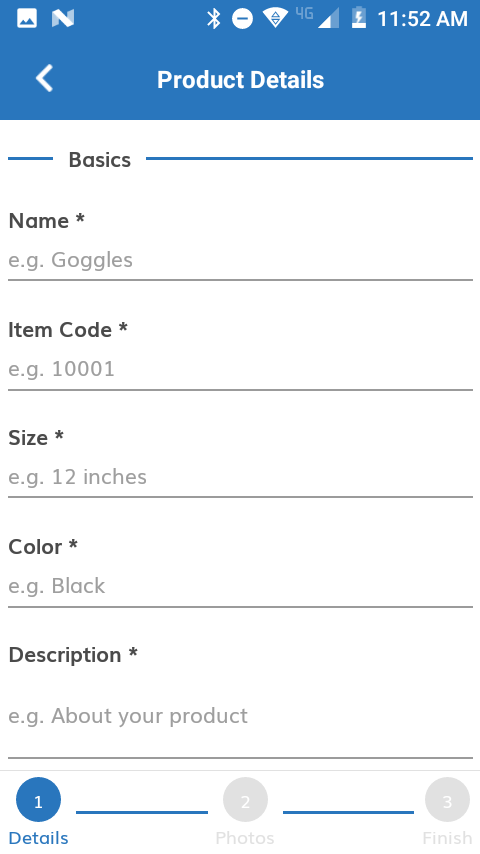 4G 11:52 AM
Product Details
Basics
Name *
e.g. Goggles
Item Code *
e.g. 10001
Size *
e.g. 12 inches
Color *
e.g. Black
Description *
e.g. About your product
1 2 3
Details Photos Finish